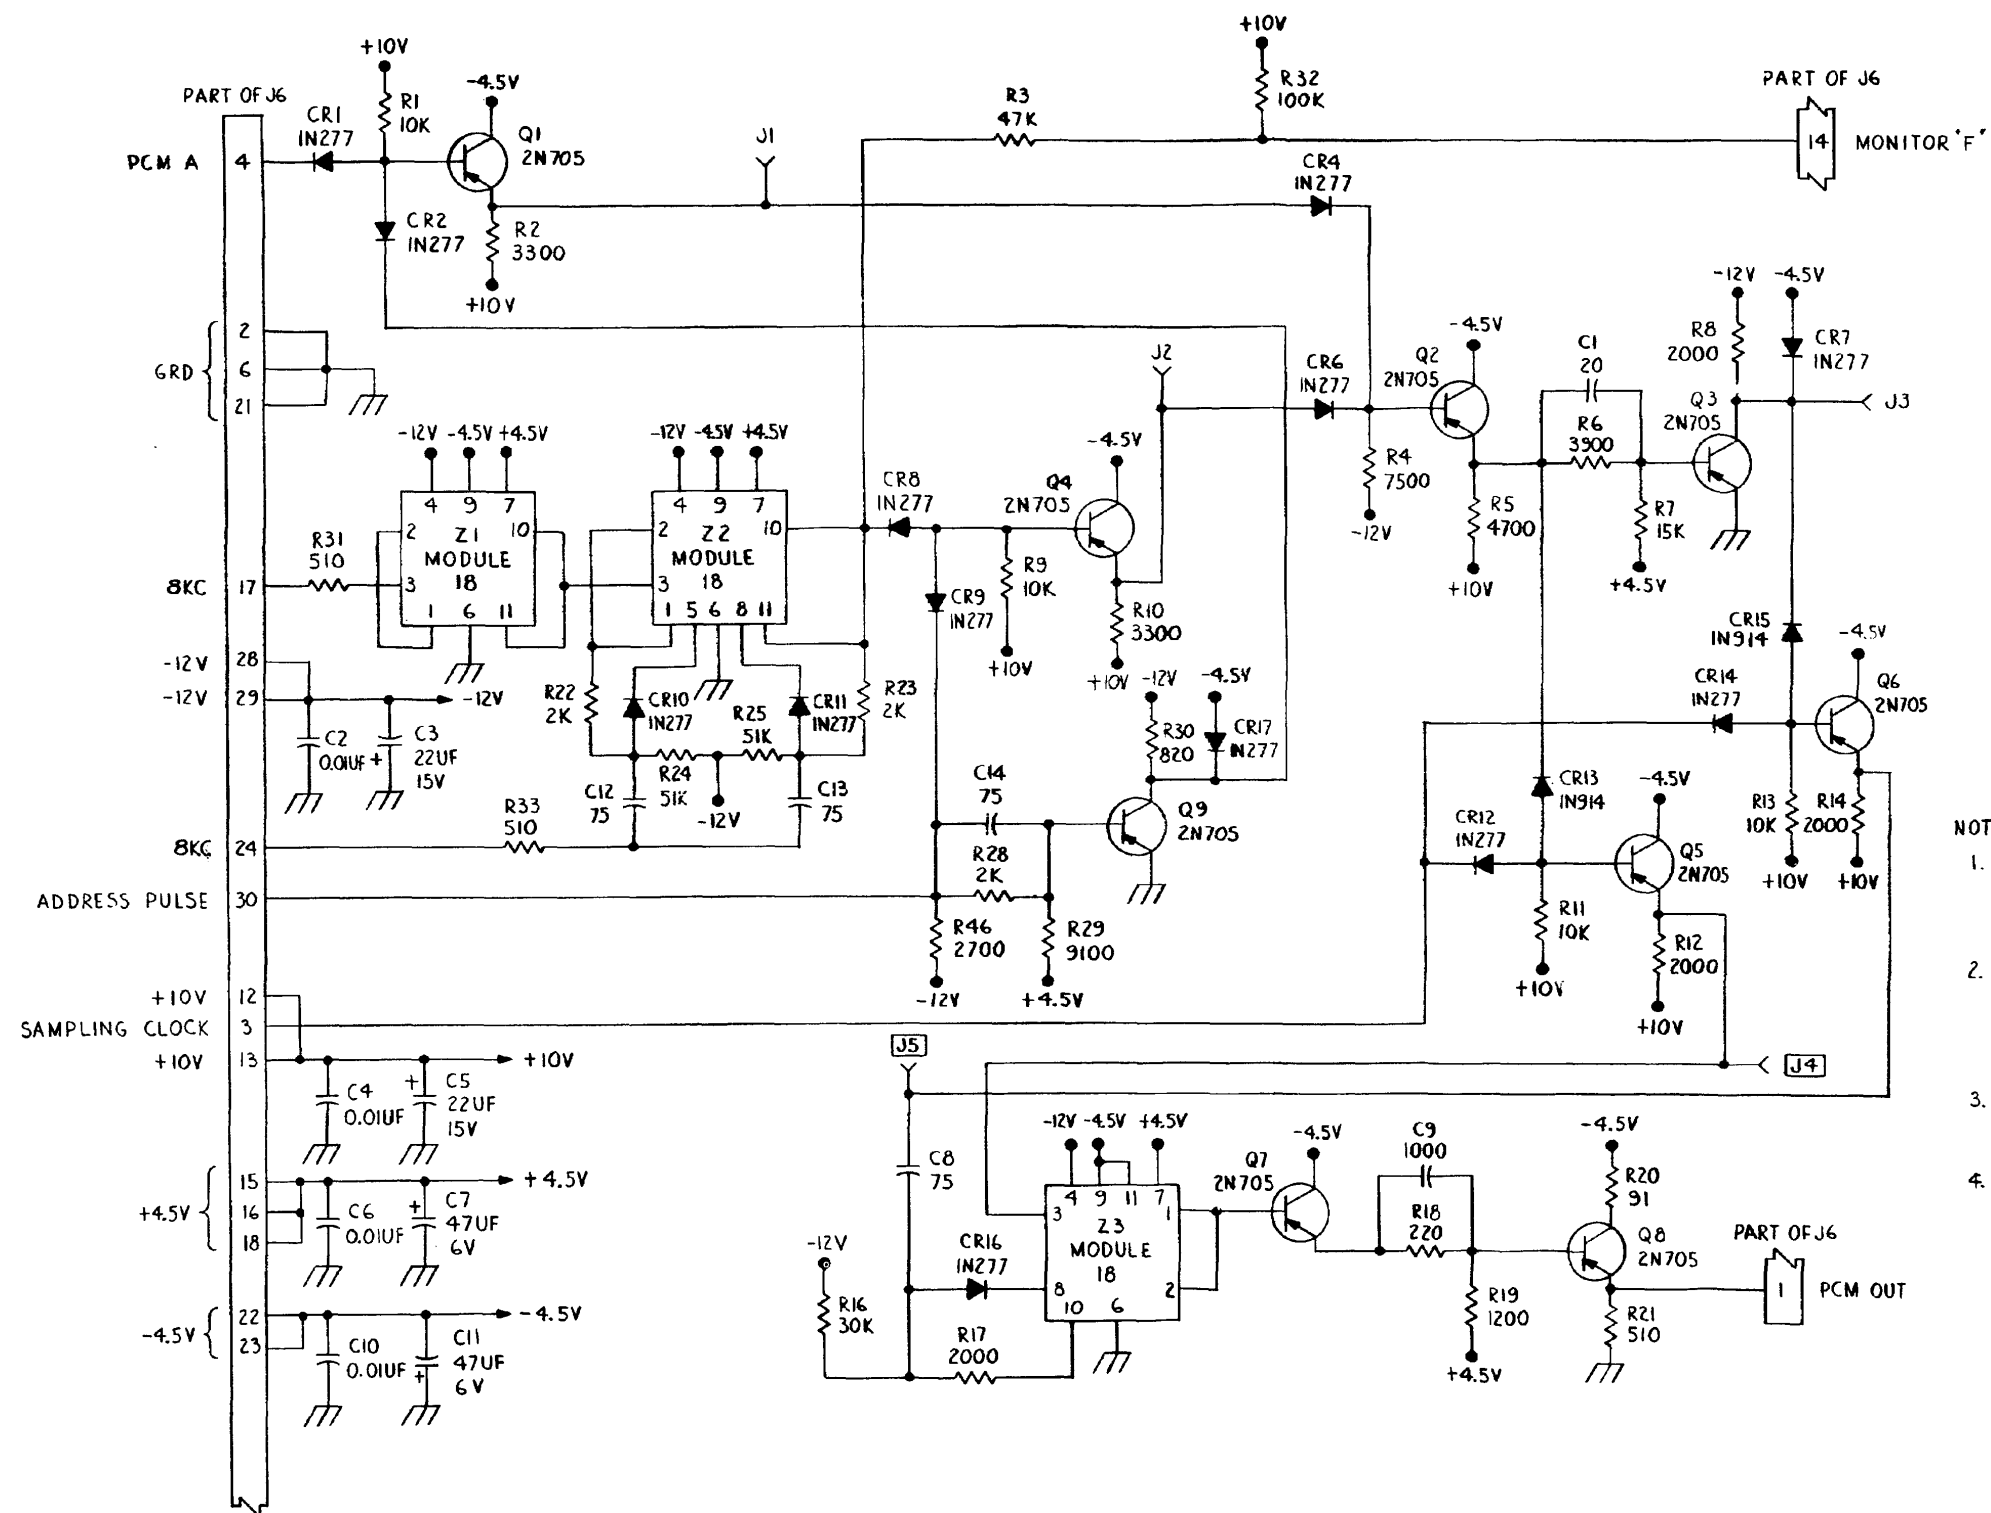 +10V
PART OF J6
-4.5V
CR1
1N277
R1
10K
Q1
2N705
PCM A
4
J1
R3
47K
+10V
R32
100K
PART OF J6
14
MONITOR "F"
CR2
1N277
R2
3300
+10V
CR4
1N277
GRD
2
6
21
-12V -4.5V +4.5V
4 9 7
2 Z1 10
MODULE
18
3
1 6 11
R31
510
8KC
17
-12V -4.5V +4.5V
4 9 7
2 Z2 10
MODULE
18
3
1 5 6 8 11
CR8
1N277
Q4
2N705
-4.5V
J2
CR6
1N277
Q2
2N705
-4.5V
C1
20
R6
3900
R4
7500
-12V
R5
4700
+10V
R7
15K
+4.5V
-12V -4.5V
R8
2000
CR7
1N277
Q3
2N705
J3
CR9
1N277
R9
10K
+10V
R10
3300
+10V
-12V
28
-12V
29
-12V
C2
0.01UF
+
C3
22UF
15V
R22
2K
CR10
1N277
R25
51K
CR11
1N277
R23
2K
R24
51K
-12V
C12
75
C13
75
R33
510
8KC
24
-12V -4.5V
R30
820
CR17
1N277
C14
75
Q9
2N705
R28
2K
ADDRESS PULSE
30
R46
2700
-12V
R29
9100
+4.5V
CR15
1N914
CR14
1N277
-4.5V
Q6
2N705
CR13
1N914
-4.5V
CR12
1N277
Q5
2N705
R13
10K
+10V
R14
2000
+10V
R11
10K
+10V
R12
2000
+10V
NOT
1.
2.
3.
4.
+10V
12
SAMPLING CLOCK
3
+10V
13
+10V
C4
0.01UF
+
C5
22UF
15V
J5
J4
+4.5V
15
16
18
+4.5V
C6
0.01UF
+
C7
47UF
6V
-4.5V
22
23
-4.5V
C10
0.01UF
C11
47UF
+
6V
C8
75
-12V
R16
30K
CR16
1N277
R17
2000
-12V -4.5V +4.5V
4 9 11 7
3 1
Z3
MODULE
18
8 2
10 6
Q7
2N705
-4.5V
C9
1000
R18
220
R19
1200
+4.5V
-4.5V
R20
91
Q8
2N705
R21
510
PART OF J6
1
PCM OUT